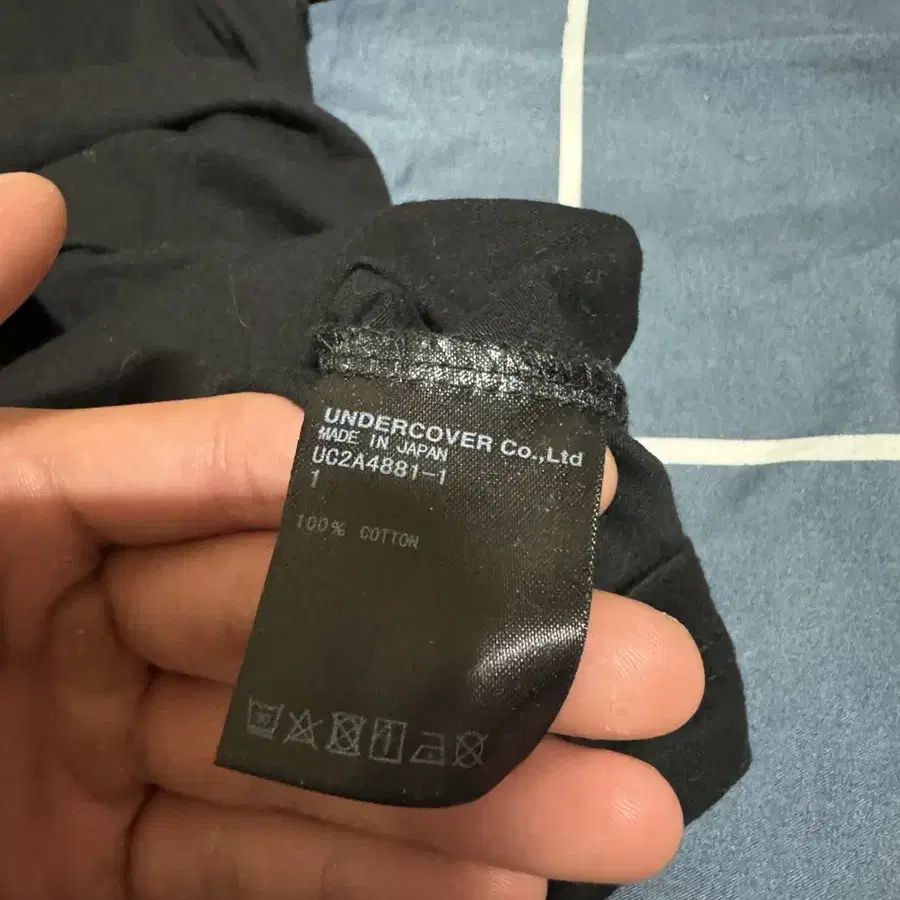 UNDERCOVER Co.,Ltd
MADE IN JAPAN
UC2A4881-1
1
100% COTTON